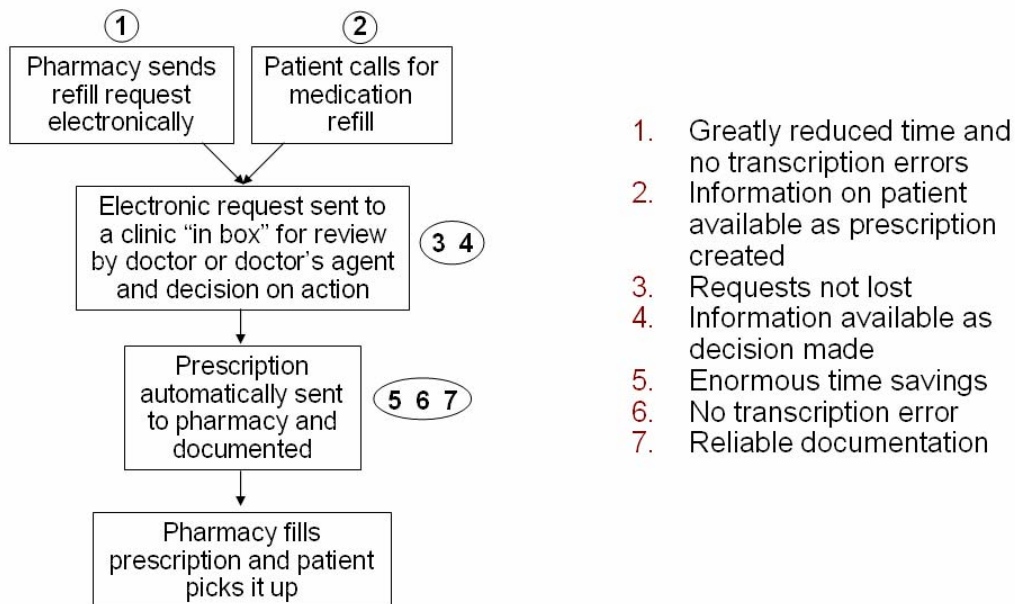 1
Pharmacy sends
refill request
electronically
2
Patient calls for
medication
refill
Electronic request sent to
a clinic “in box” for review
by doctor or doctor’s agent
and decision on action
3 4
Prescription
automatically sent
to pharmacy and
documented
5 6 7
Pharmacy fills
prescription and patient
picks it up
1. Greatly reduced time and
no transcription errors
2. Information on patient
available as prescription
created
3. Requests not lost
4. Information available as
decision made
5. Enormous time savings
6. No transcription error
7. Reliable documentation